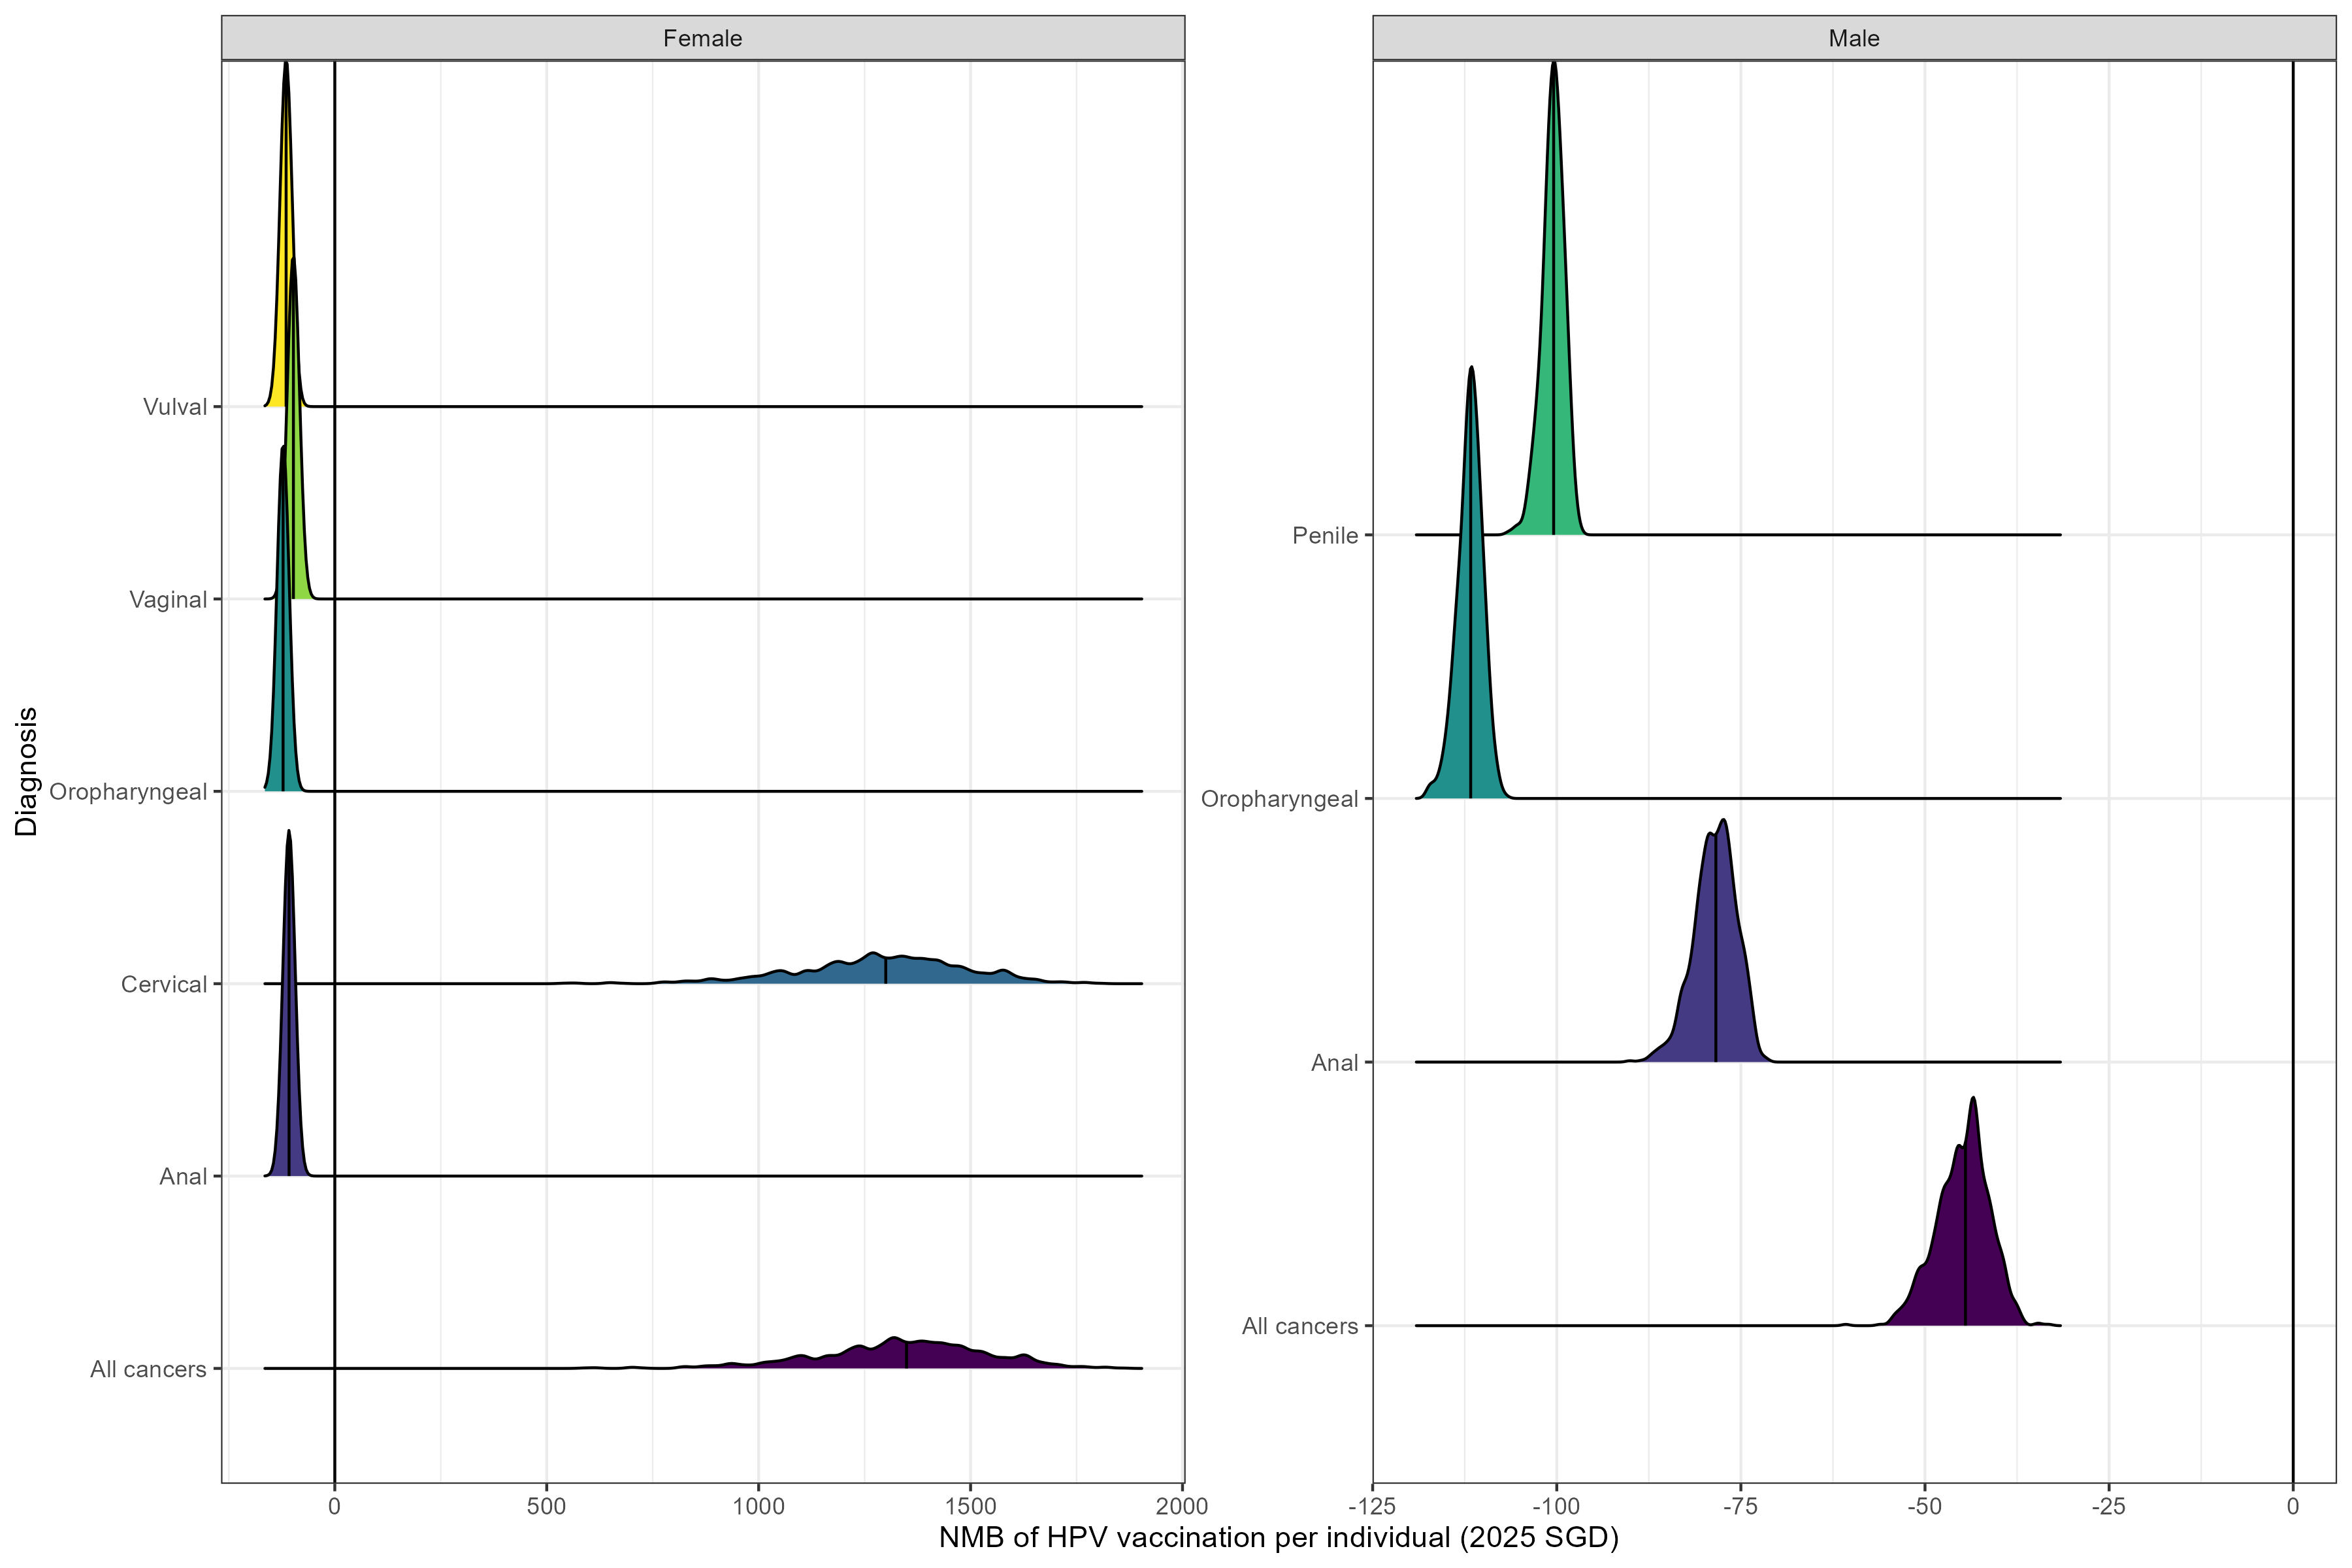 Female
Male
Diagnosis
Vulval
Vaginal
Oropharyngeal
Cervical
Anal
All cancers
Penile
Oropharyngeal
Anal
All cancers
0 500 1000 1500 2000
-125 -100 -75 -50 -25 0
NMB of HPV vaccination per individual (2025 SGD)